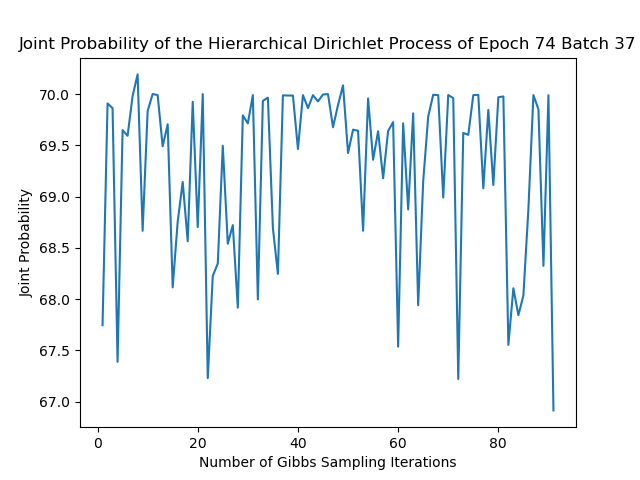 Joint Probability of the Hierarchical Dirichlet Process of Epoch 74 Batch 37
70.0
69.5
69.0
68.5
68.0
67.5
67.0
Joint Probability
0 20 40 60 80
Number of Gibbs Sampling Iterations